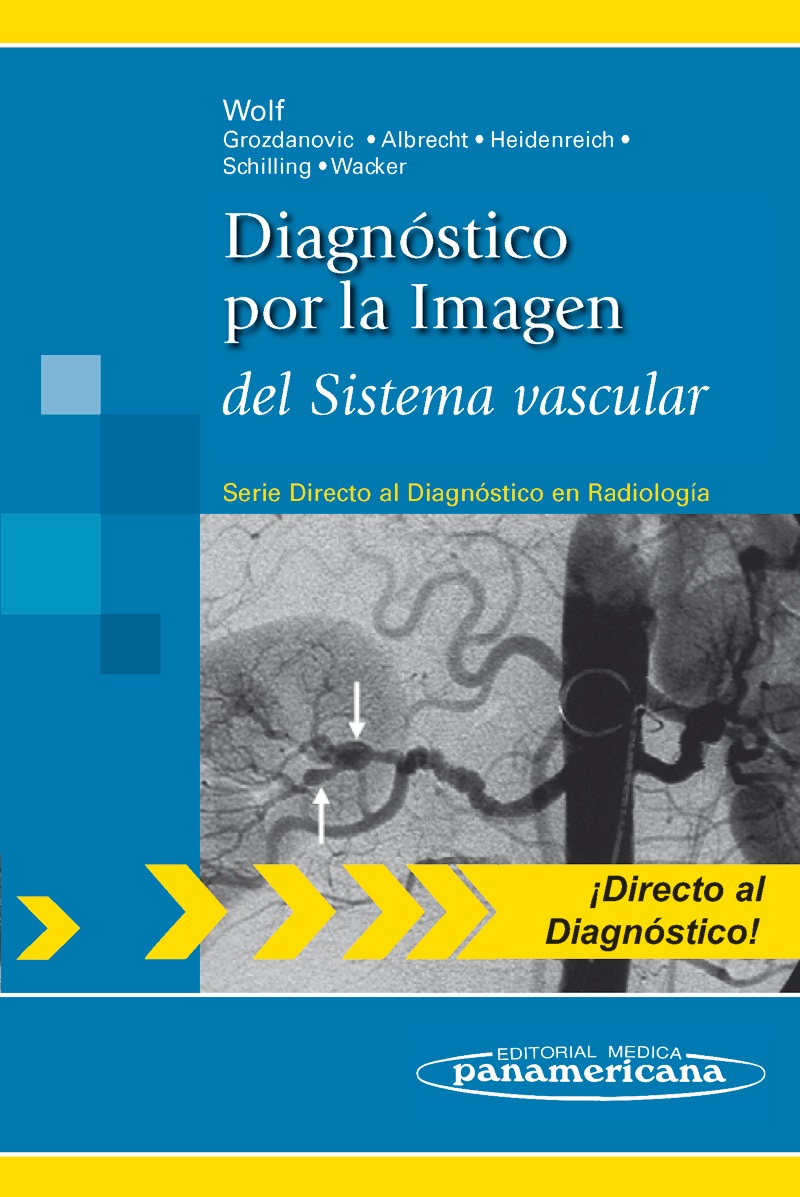 Wolf
Grozdanovic • Albrecht • Heidenreich •
Schilling • Wacker
Diagnóstico
por la Imagen
del Sistema vascular
Serie Directo al Diagnóstico en Radiología
¡Directo al
Diagnóstico!
EDITORIAL MEDICA
panamericana